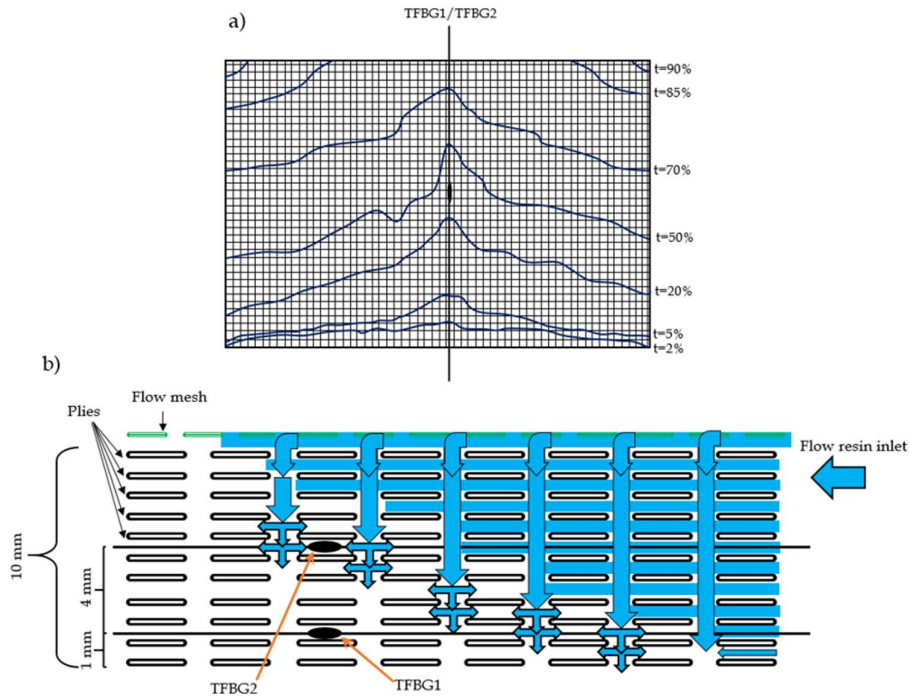 TFBG1/TFBG2
a)
t=90%
t=85%
t=70%
t=50%
t=20%
t=5%
t=2%
b)
Flow mesh
Plies
Flow resin inlet
10 mm
4 mm
1 mm
TFBG2
TFBG1